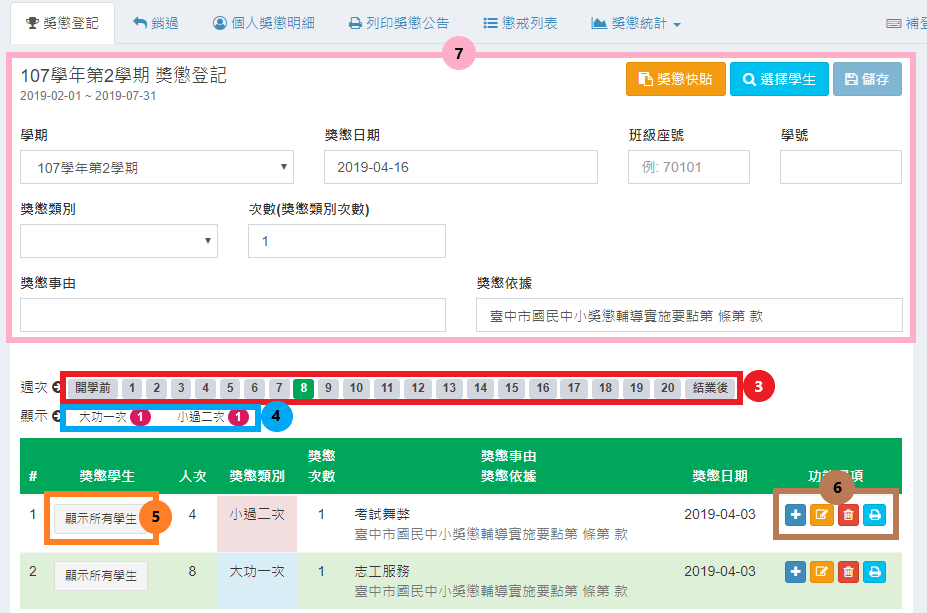 獎懲登記 銷過 個人獎懲明細 列印獎懲公告 懲戒列表 獎懲統計 補登
7
107學年第2學期 獎懲登記 獎懲快貼 選擇學生 儲存
2019-02-01 ~ 2019-07-31
學期 獎懲日期 班級座號 學號
107學年第2學期 2019-04-16 例: 70101
獎懲類別 次數(獎懲類別次數)
1
獎懲事由 獎懲依據
臺中市國民中小獎懲輔導實施要點第 條第 款
週次 開學前 1 2 3 4 5 6 7 8 9 10 11 12 13 14 15 16 17 18 19 20 結業後 3
顯示 大功一次 1 小過二次 1 4
# 獎懲學生 人次 獎懲類別 獎懲次數 獎懲事由 獎懲依據 獎懲日期
6
1 顯示所有學生 5 4 小過二次 1 考試舞弊 2019-04-03
臺中市國民中小獎懲輔導實施要點第 條第 款
2 顯示所有學生 8 大功一次 1 志工服務 2019-04-03
臺中市國民中小獎懲輔導實施要點第 條第 款